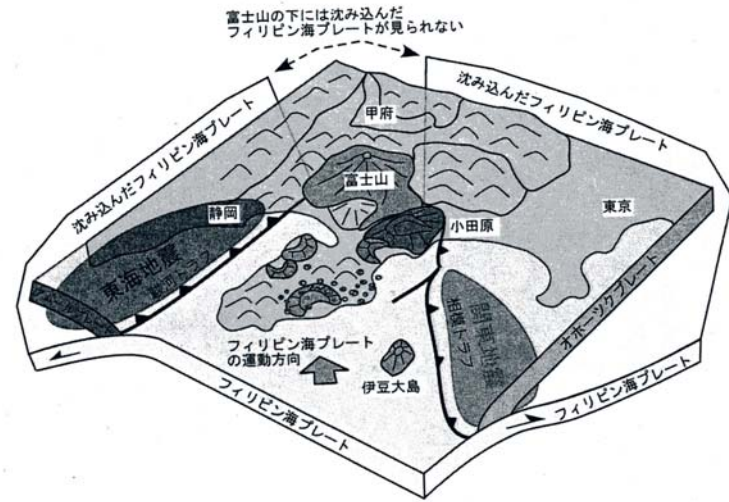 富士山の下には沈み込んだ
フィリピン海プレートが見られない
沈み込んだフィリピン海プレート
沈み込んだフィリピン海プレート
甲府
富士山
静岡
小田原
東京
東海地震
駿河トラフ
関東地震
相模トラフ
オホーツクプレート
フィリピン海プレート
の運動方向
伊豆大島
フィリピン海プレート
フィリピン海プレート